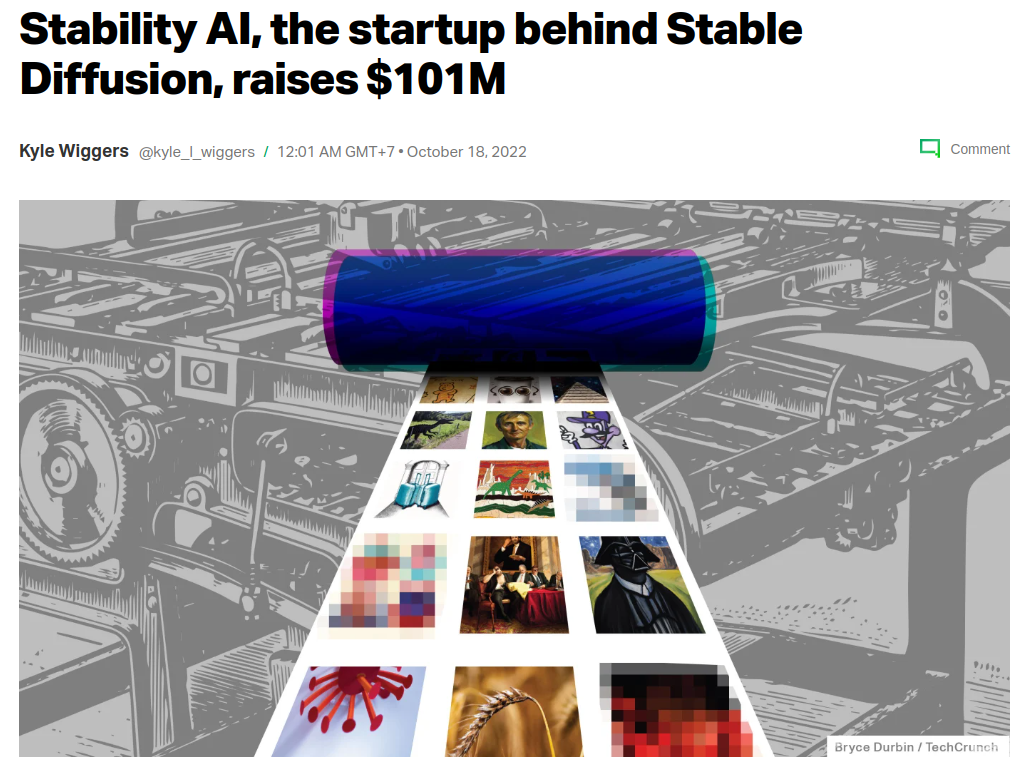 Stability AI, the startup behind Stable
Diffusion, raises $101M
Kyle Wiggers @kyle_l_wiggers / 12:01 AM GMT+7 • October 18, 2022
Comment
Bryce Durbin / TechCrunch